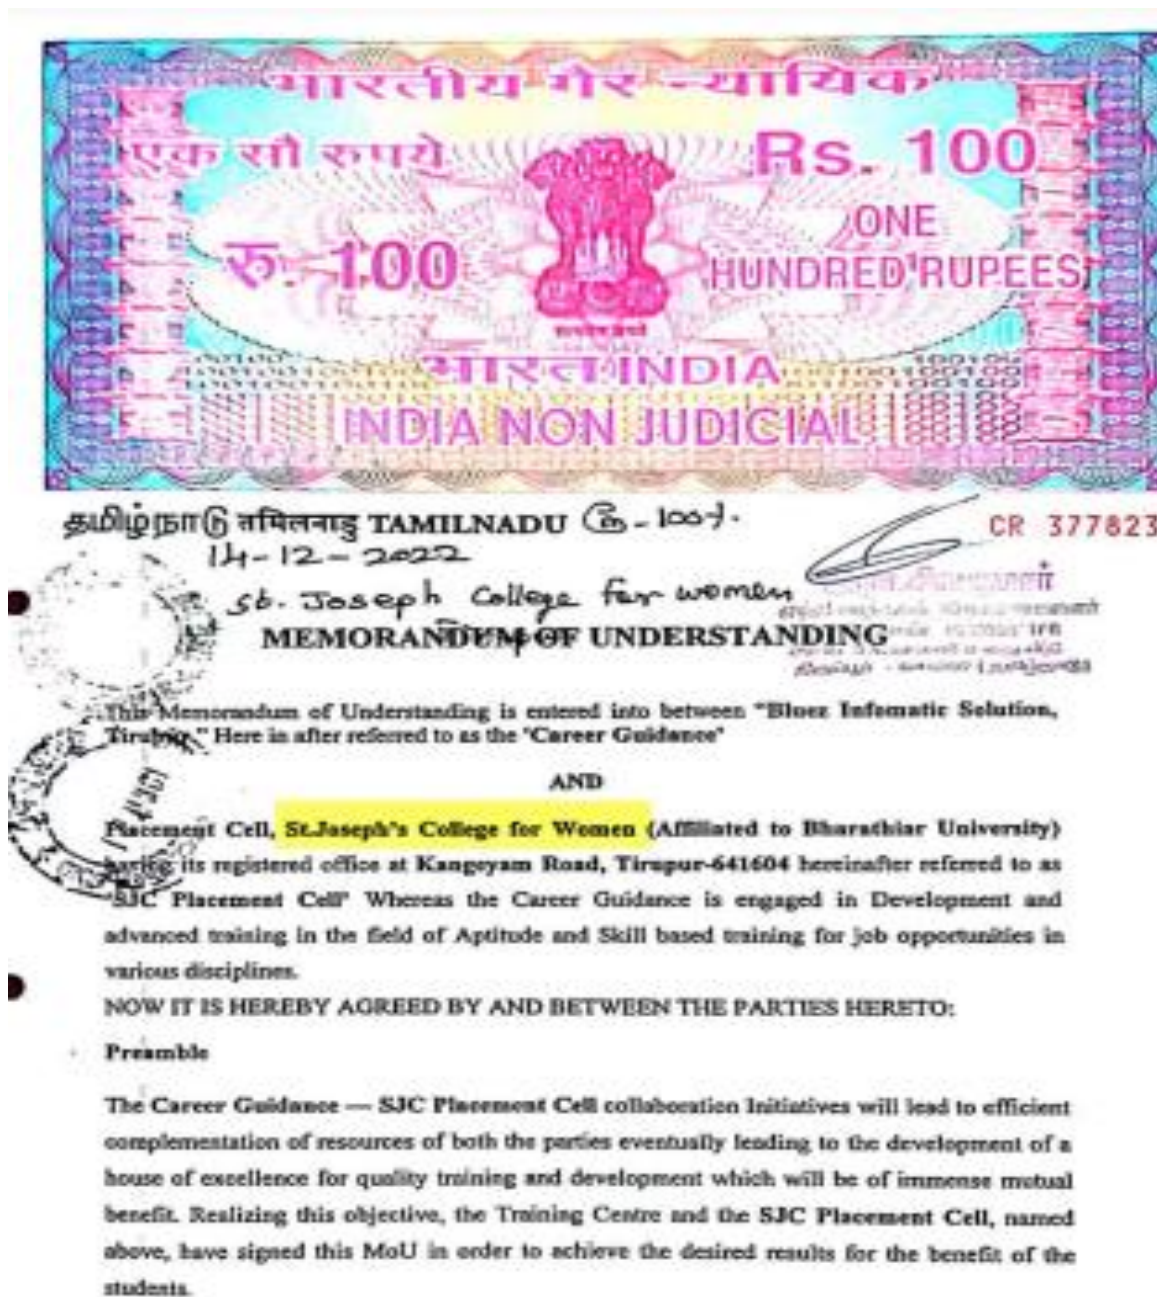 भारतीय गैर न्यायिक
एक सौ रुपये
Rs. 100
रु. 100
ONE
HUNDRED RUPEES
सत्यमेव जयते
भारत INDIA
INDIA NON JUDICIAL
தமிழ்நாடு तमिलनाडु TAMILNADU ரூ-100/-
CR 377823
14-12-2022
St. Joseph College for women
MEMORANDUM OF UNDERSTANDING
This Memorandum of Understanding is entered into between "Bluez Infomatic Solution,
Tirupur." Here in after referred to as the "Career Guidance"
AND
Placement Cell, St.Joseph's College for Women (Affiliated to Bharathiar University)
having its registered office at Kangeyam Road, Tirupur-641604 hereinafter referred to as
"SJC Placement Cell" Whereas the Career Guidance is engaged in Development and
advanced training in the field of Aptitude and Skill based training for job opportunities in
various disciplines.
NOW IT IS HEREBY AGREED BY AND BETWEEN THE PARTIES HERETO:
Preamble
The Career Guidance — SJC Placement Cell collaboration Initiatives will lead to efficient
complementation of resources of both the parties eventually leading to the development of a
house of excellence for quality training and development which will be of immense mutual
benefit. Realizing this objective, the Training Centre and the SJC Placement Cell, named
above, have signed this MoU in order to achieve the desired results for the benefit of the
students.